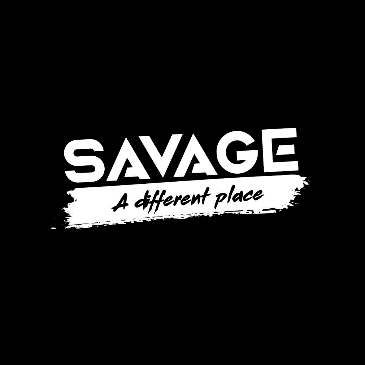 SAVAGE
A different place